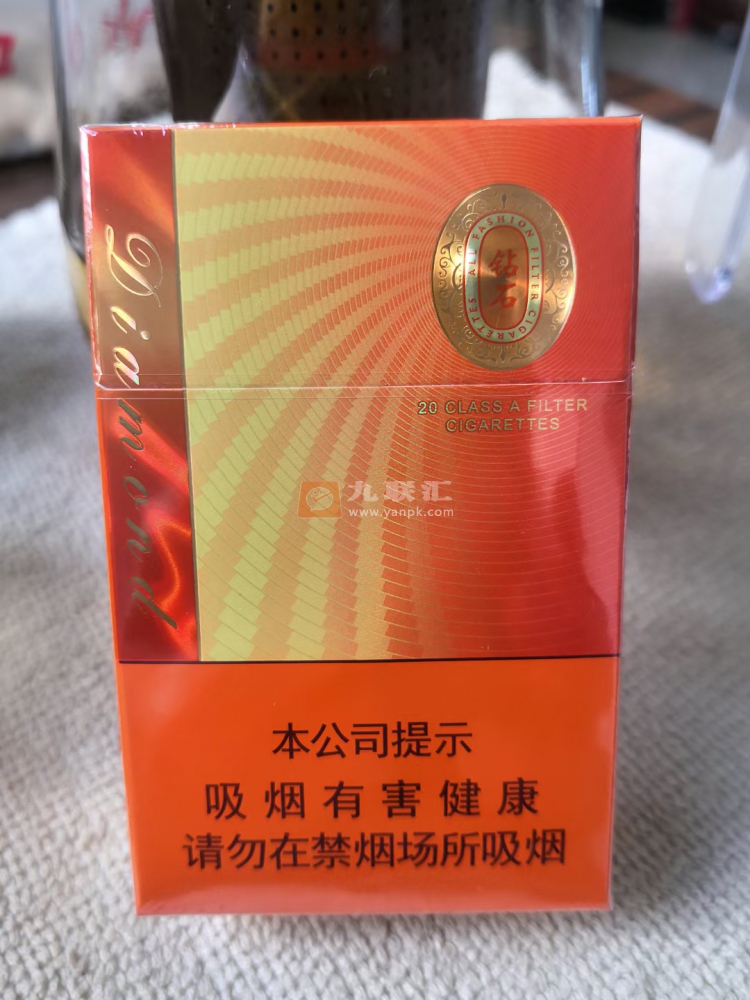 Diamond
ALL FASHION FILTER CIGARETTES
钻石
20 CLASS A FILTER
CIGARETTES
九联汇
www.yanpk.com
本公司提示
吸烟有害健康
请勿在禁烟场所吸烟